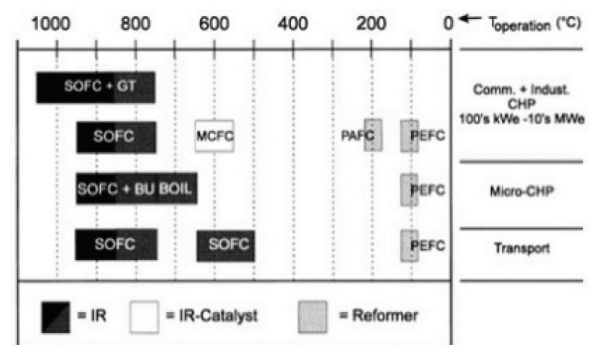 1000 800 600 400 200 0 Toperation (°C)
SOFC + GT
Comm. + Indust.
CHP
100's kWe -10's MWe
SOFC MCFC PAFC PEFC
SOFC + BU BOIL PEFC Micro-CHP
SOFC SOFC PEFC Transport
= IR = IR-Catalyst = Reformer